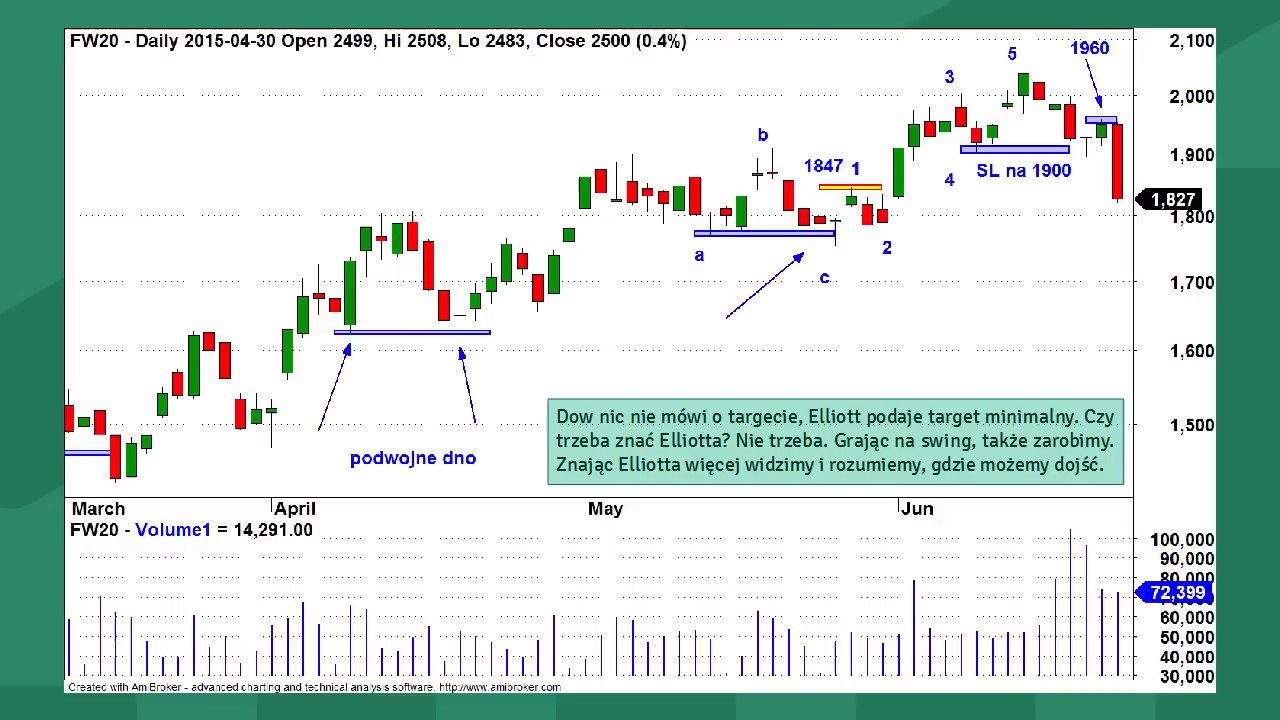 FW20 - Daily 2015-04-30 Open 2499, Hi 2508, Lo 2483, Close 2500 (0.4%)
2,100
2,000
1,900
1,827
1,800
1,700
1,600
1,500
5
1960
3
b
1847 1
SL na 1900
4
a
2
c
podwojne dno
Dow nic nie mówi o targecie, Elliott podaje target minimalny. Czy
trzeba znać Elliotta? Nie trzeba. Grając na swing, także zarobimy.
Znając Elliotta więcej widzimy i rozumiemy, gdzie możemy dojść.
March
April
May
Jun
FW20 - Volume1 = 14,291.00
100,000
90,000
80,000
72,399
60,000
50,000
40,000
30,000
Created with AmiBroker - advanced charting and technical analysis software. http://www.amibroker.com